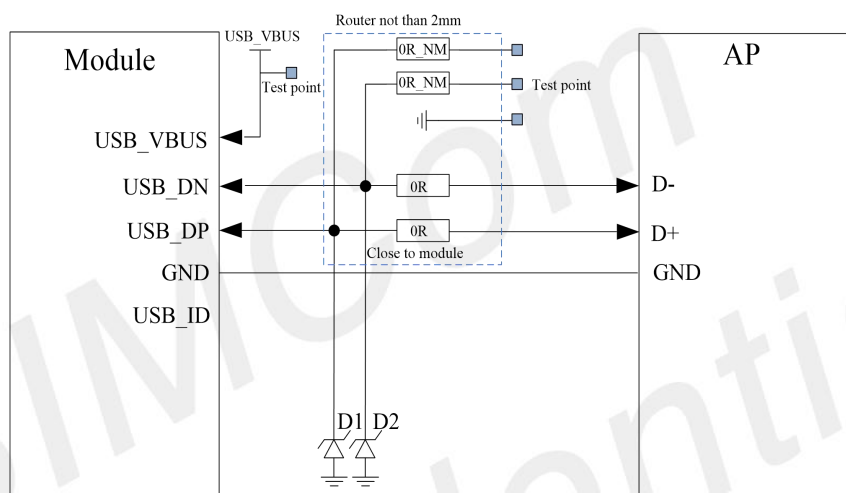 Router not than 2mm
USB_VBUS
Module
AP
0R_NM
Test point
0R_NM
Test point
USB_VBUS
USB_DN
0R
D-
USB_DP
0R
D+
Close to module
GND
GND
USB_ID
D1
D2
SIMCom